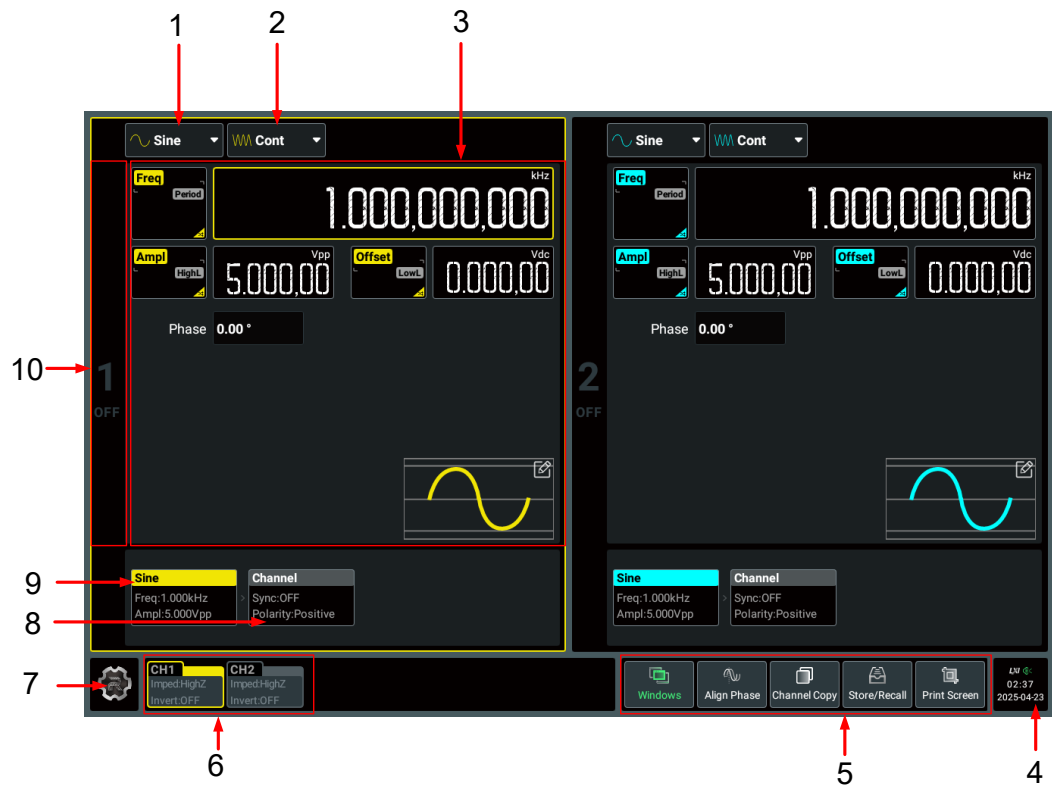 1 2 3
Sine Cont
Freq Period kHz
1.000,000,000
Ampl HighL Vpp
5.000,00
Offset LowL Vdc
0.000,00
Phase 0.00 °
10
1
OFF
Sine Cont
Freq Period kHz
1.000,000,000
Ampl HighL Vpp
5.000,00
Offset LowL Vdc
0.000,00
Phase 0.00 °
2
OFF
9
8
Sine
Freq:1.000kHz
Ampl:5.000Vpp
>
Channel
Sync:OFF
Polarity:Positive
Sine
Freq:1.000kHz
Ampl:5.000Vpp
>
Channel
Sync:OFF
Polarity:Positive
7
CH1
Imped:HighZ
Invert:OFF
CH2
Imped:HighZ
Invert:OFF
Windows
Align Phase
Channel Copy
Store/Recall
Print Screen
LXI
02:37
2025-04-23
6 5 4